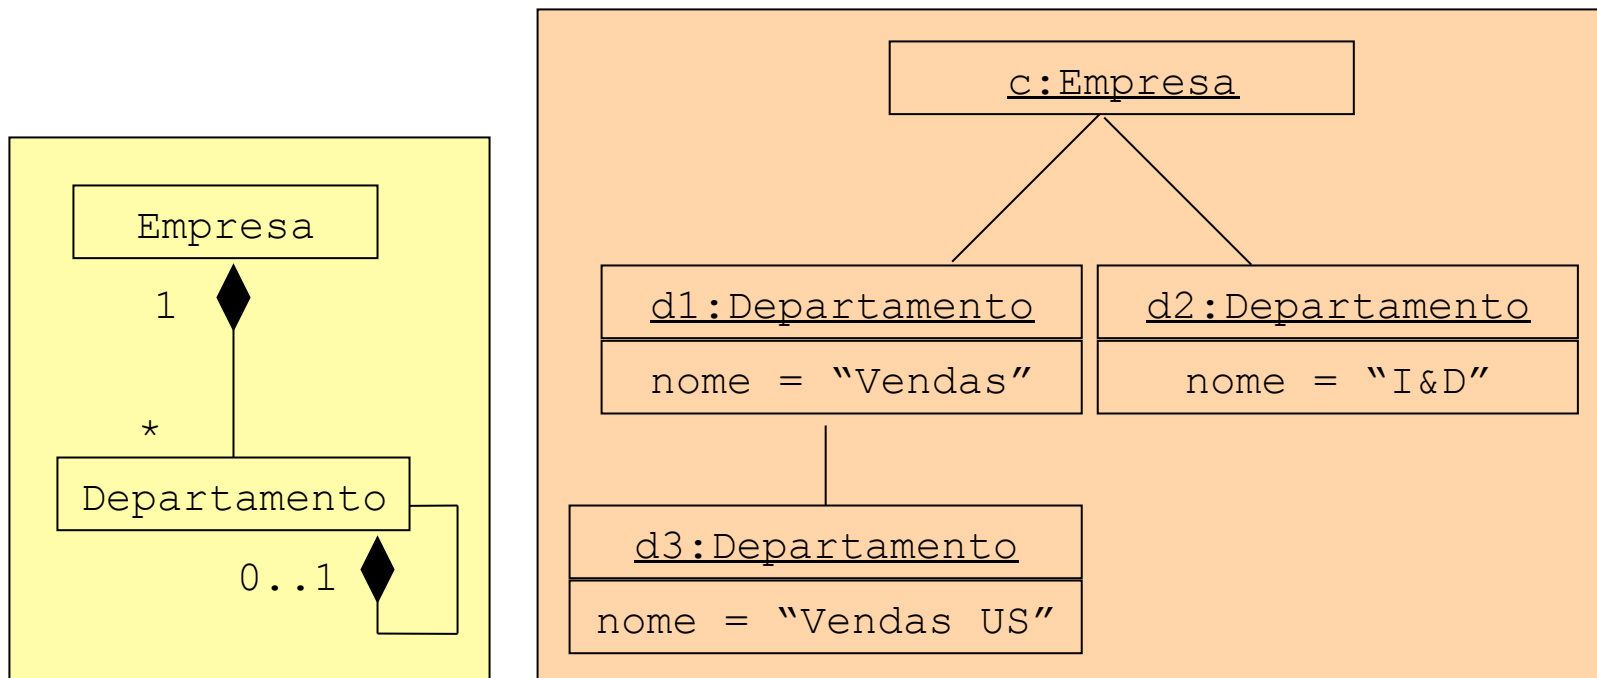 Empresa
1
*
Departamento
0..1
c:Empresa
d1:Departamento
nome = “Vendas”
d2:Departamento
nome = “I&D”
d3:Departamento
nome = “Vendas US”